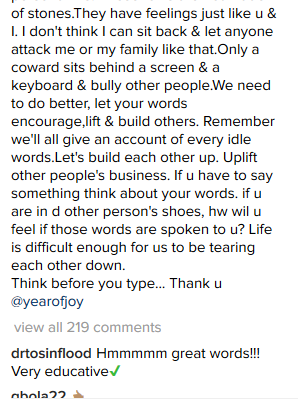 of stones.They have feelings just like u &
I. I don't think I can sit back & let anyone
attack me or my family like that.Only a
coward sits behind a screen & a
keyboard & bully other people.We need
to do better, let your words
encourage,lift & build others. Remember
we'll all give an account of every idle
words.Let's build each other up. Uplift
other people's business. If u have to say
something think about your words. if u
are in d other person's shoes, hw wil u
feel if those words are spoken to u? Life
is difficult enough for us to be tearing
each other down.
Think before you type... Thank u
@yearofjoy
view all 219 comments
drtosinflood Hmmmmm great words!!!
Very educative✓
gbola22